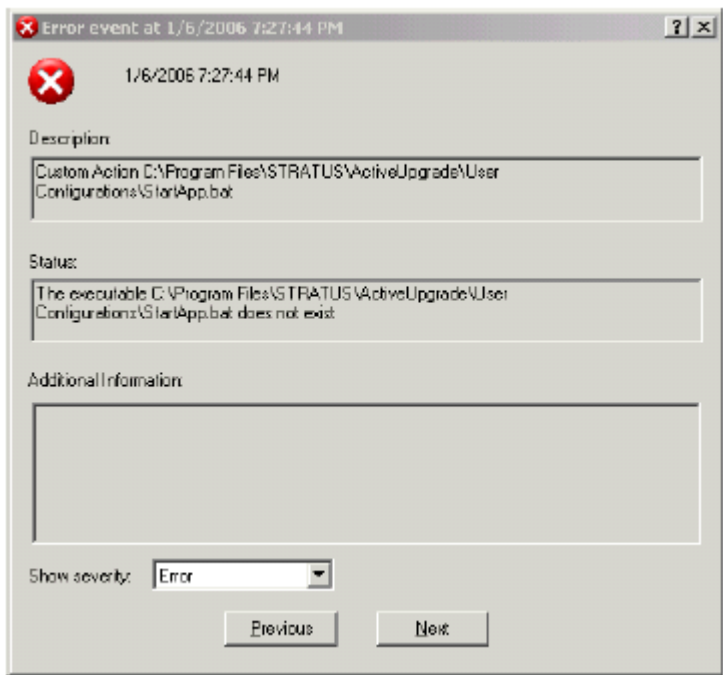 Error event at 1/6/2006 7:27:44 PM
? ×
1/6/2006 7:27:44 PM
Description:
Custom Action C:\Program Files\STRATUS\ActiveUpgrade\User
Configurations\StartApp.bat
Status:
The executable C:\Program Files\STRATUS\ActiveUpgrade\User
Configurations\StartApp.bat does not exist
Additional Information:
Show severity: Error
Previous Next